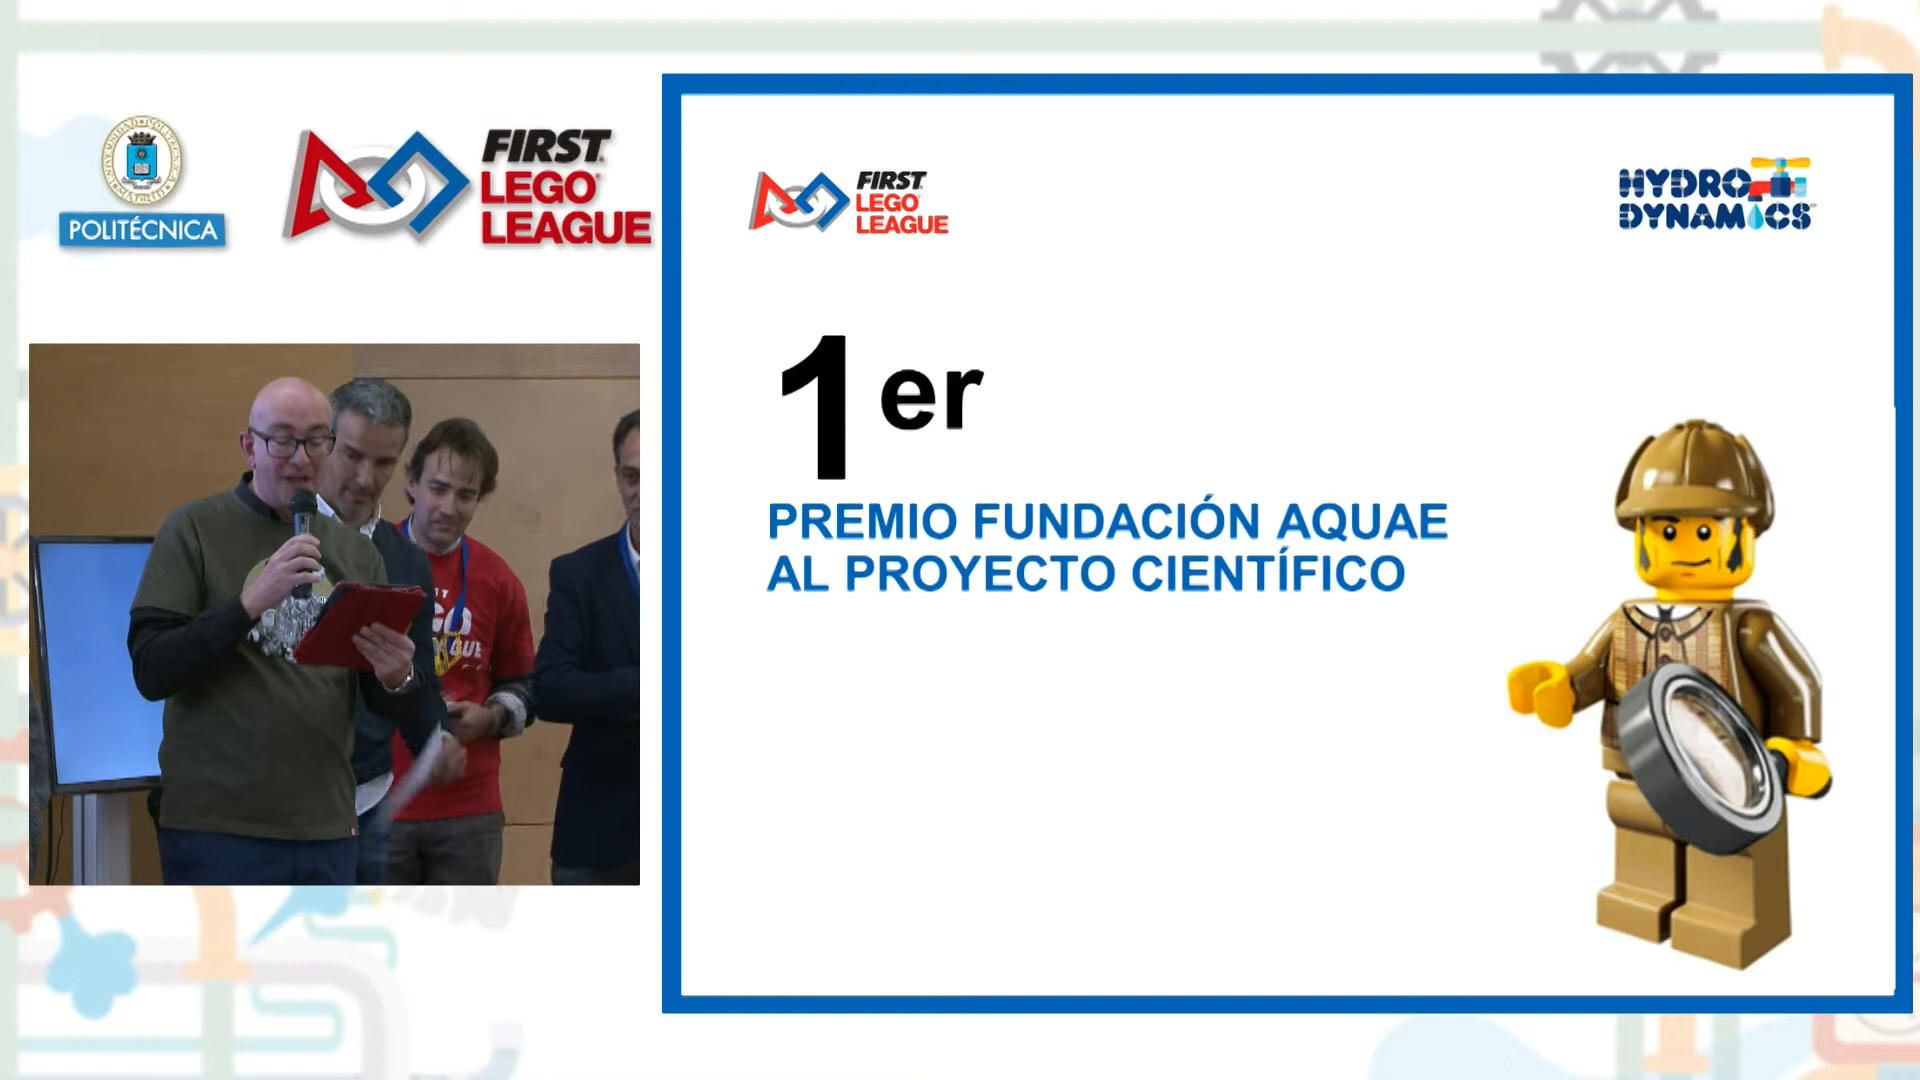 POLITÉCNICA
FIRST
LEGO
LEAGUE
FIRST
LEGO
LEAGUE
HYDRO
DYNAMICS
1er
PREMIO FUNDACIÓN AQUAE
AL PROYECTO CIENTÍFICO